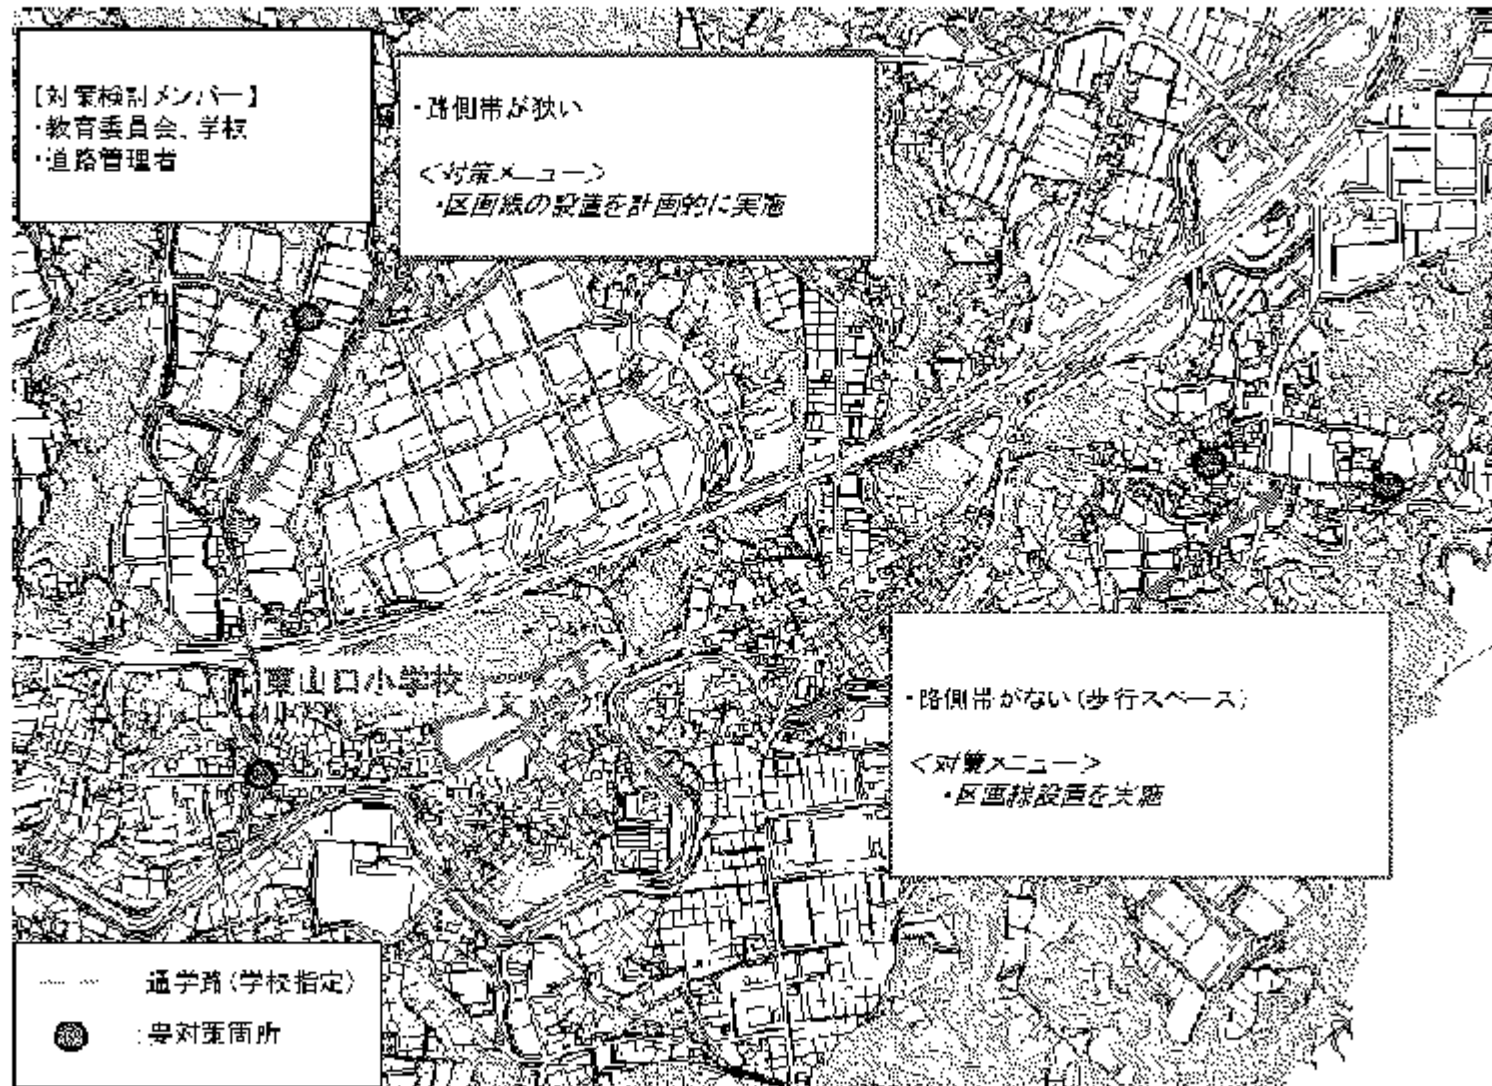 【対策検討メンバー】
・教育委員会、学校
・道路管理者
・路側帯が狭い
＜対策メニュー＞
・区画線の設置を計画的に実施
東山口小学校
文
・路側帯がない（歩行スペース）
＜対策メニュー＞
・区画線設置を実施
通学路（学校指定）
：要対策箇所